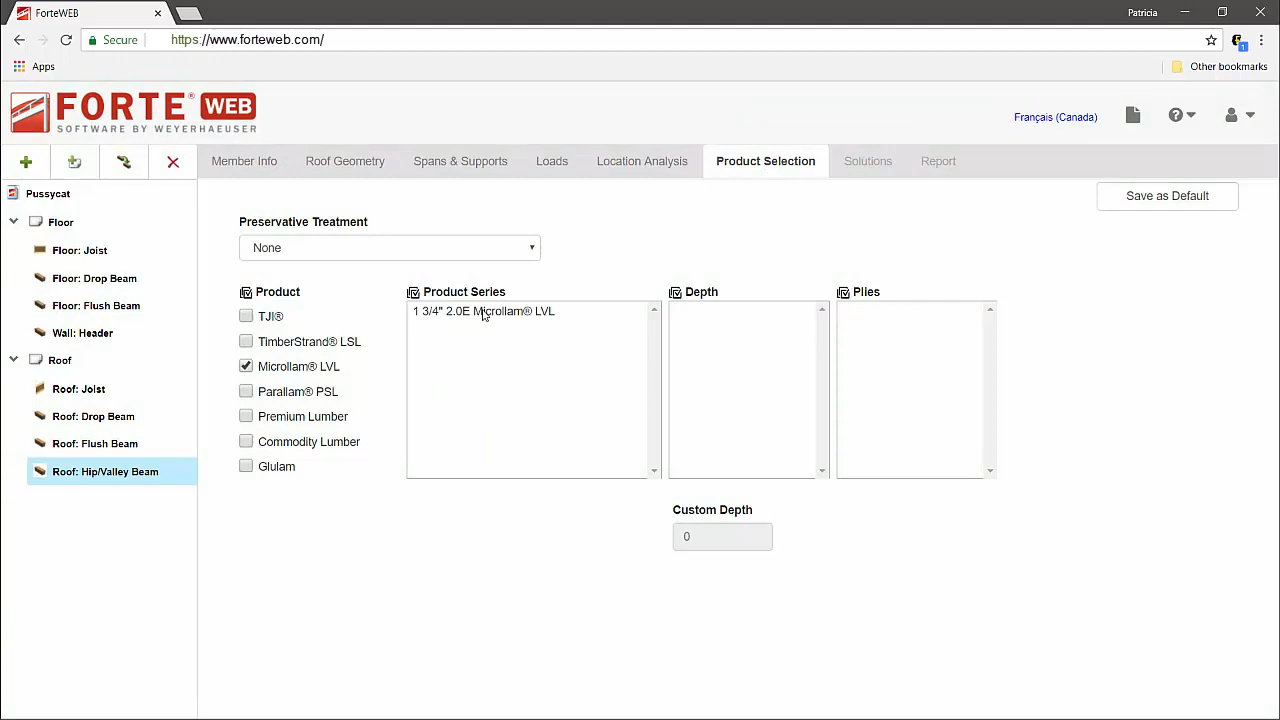 ForteWEB
Patricia
Secure
https://www.forteweb.com/
1
Apps
Other bookmarks
FORTE® WEB
SOFTWARE BY WEYERHAEUSER
Français (Canada)
Member Info
Roof Geometry
Spans & Supports
Loads
Location Analysis
Product Selection
Solutions
Report
Pussycat
Floor
Floor: Joist
Floor: Drop Beam
Floor: Flush Beam
Wall: Header
Roof
Roof: Joist
Roof: Drop Beam
Roof: Flush Beam
Roof: Hip/Valley Beam
Save as Default
Preservative Treatment
None
Product
TJI®
TimberStrand® LSL
Microllam® LVL
Parallam® PSL
Premium Lumber
Commodity Lumber
Glulam
Product Series
1 3/4" 2.0E Microllam® LVL
Depth
Plies
Custom Depth
0